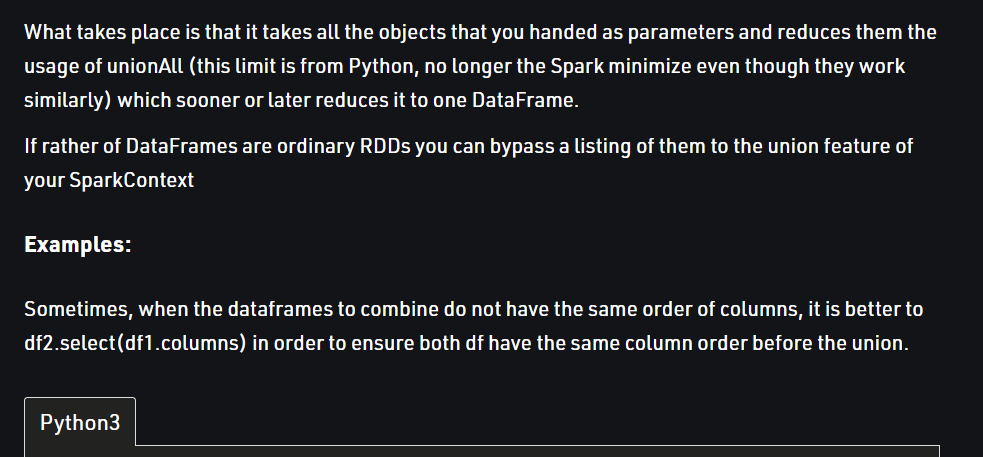 What takes place is that it takes all the objects that you handed as parameters and reduces them the
usage of unionAll (this limit is from Python, no longer the Spark minimize even though they work
similarly) which sooner or later reduces it to one DataFrame.
If rather of DataFrames are ordinary RDDs you can bypass a listing of them to the union feature of
your SparkContext
Examples:
Sometimes, when the dataframes to combine do not have the same order of columns, it is better to
df2.select(df1.columns) in order to ensure both df have the same column order before the union.
Python3